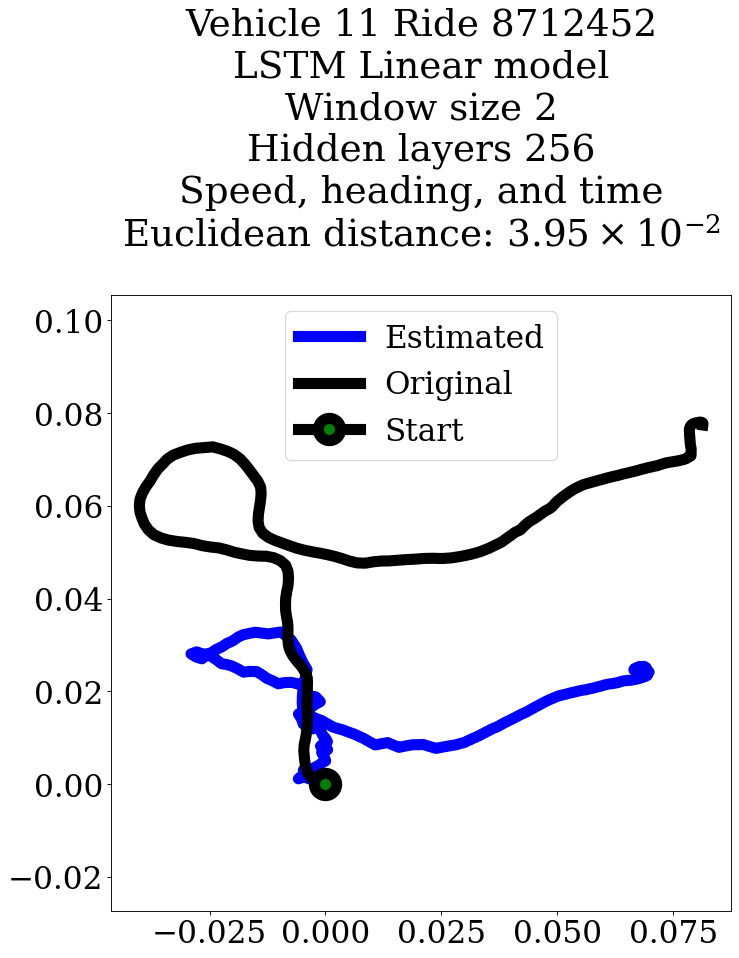 Vehicle 11 Ride 8712452
LSTM Linear model
Window size 2
Hidden layers 256
Speed, heading, and time
Euclidean distance: 3.95 × 10⁻²
Estimated
Original
Start
0.10
0.08
0.06
0.04
0.02
0.00
−0.02
−0.025 0.000 0.025 0.050 0.075